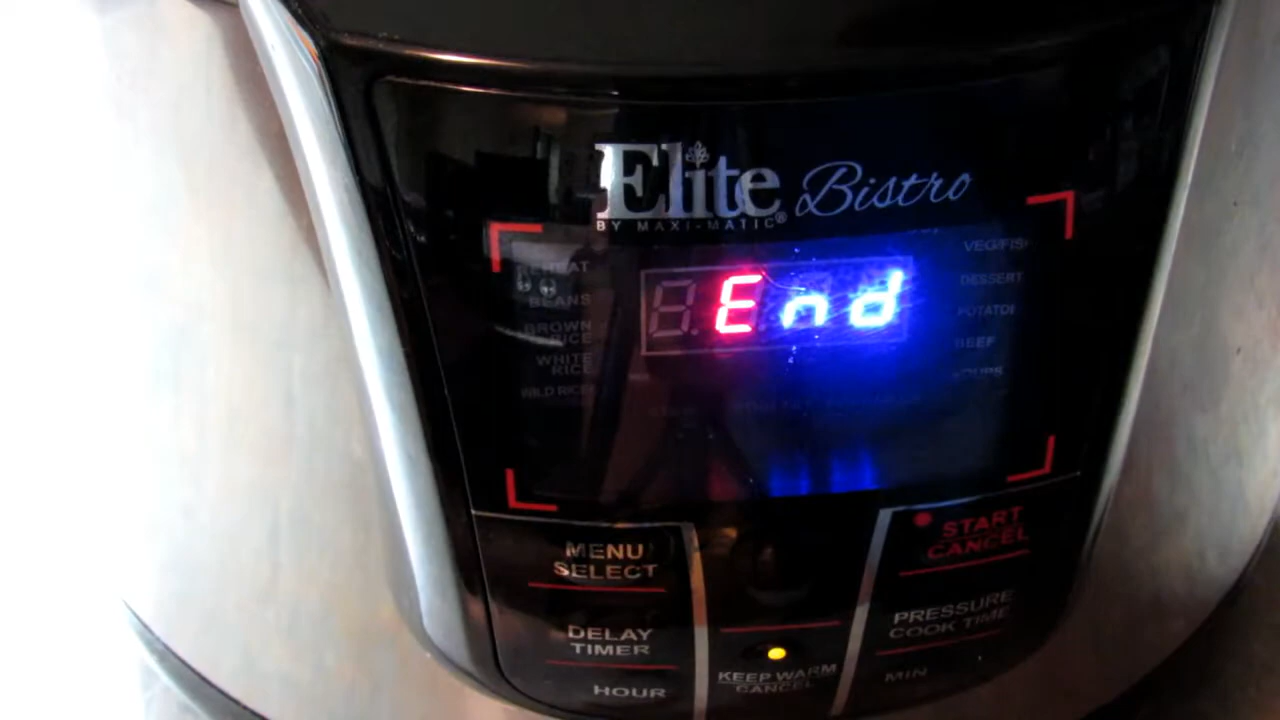 Elite Bistro
BY MAXI-MATIC®
REHEAT
BEANS
BROWN
RICE
WHITE
RICE
WILD RICE
End
VEG/FISH
DESSERT
BEEF
MENU
SELECT
DELAY
TIMER
HOUR
KEEP WARM
CANCEL
START
CANCEL
PRESSURE
COOK TIME
MIN